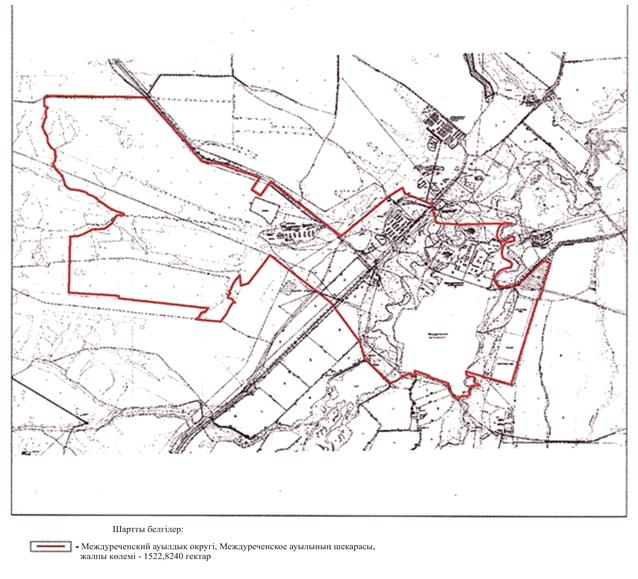 Шартты белгілер:
- Междуреченский ауылдық округі, Междуреченское ауылының шекарасы,
жалпы көлемі - 1522,8240 гектар